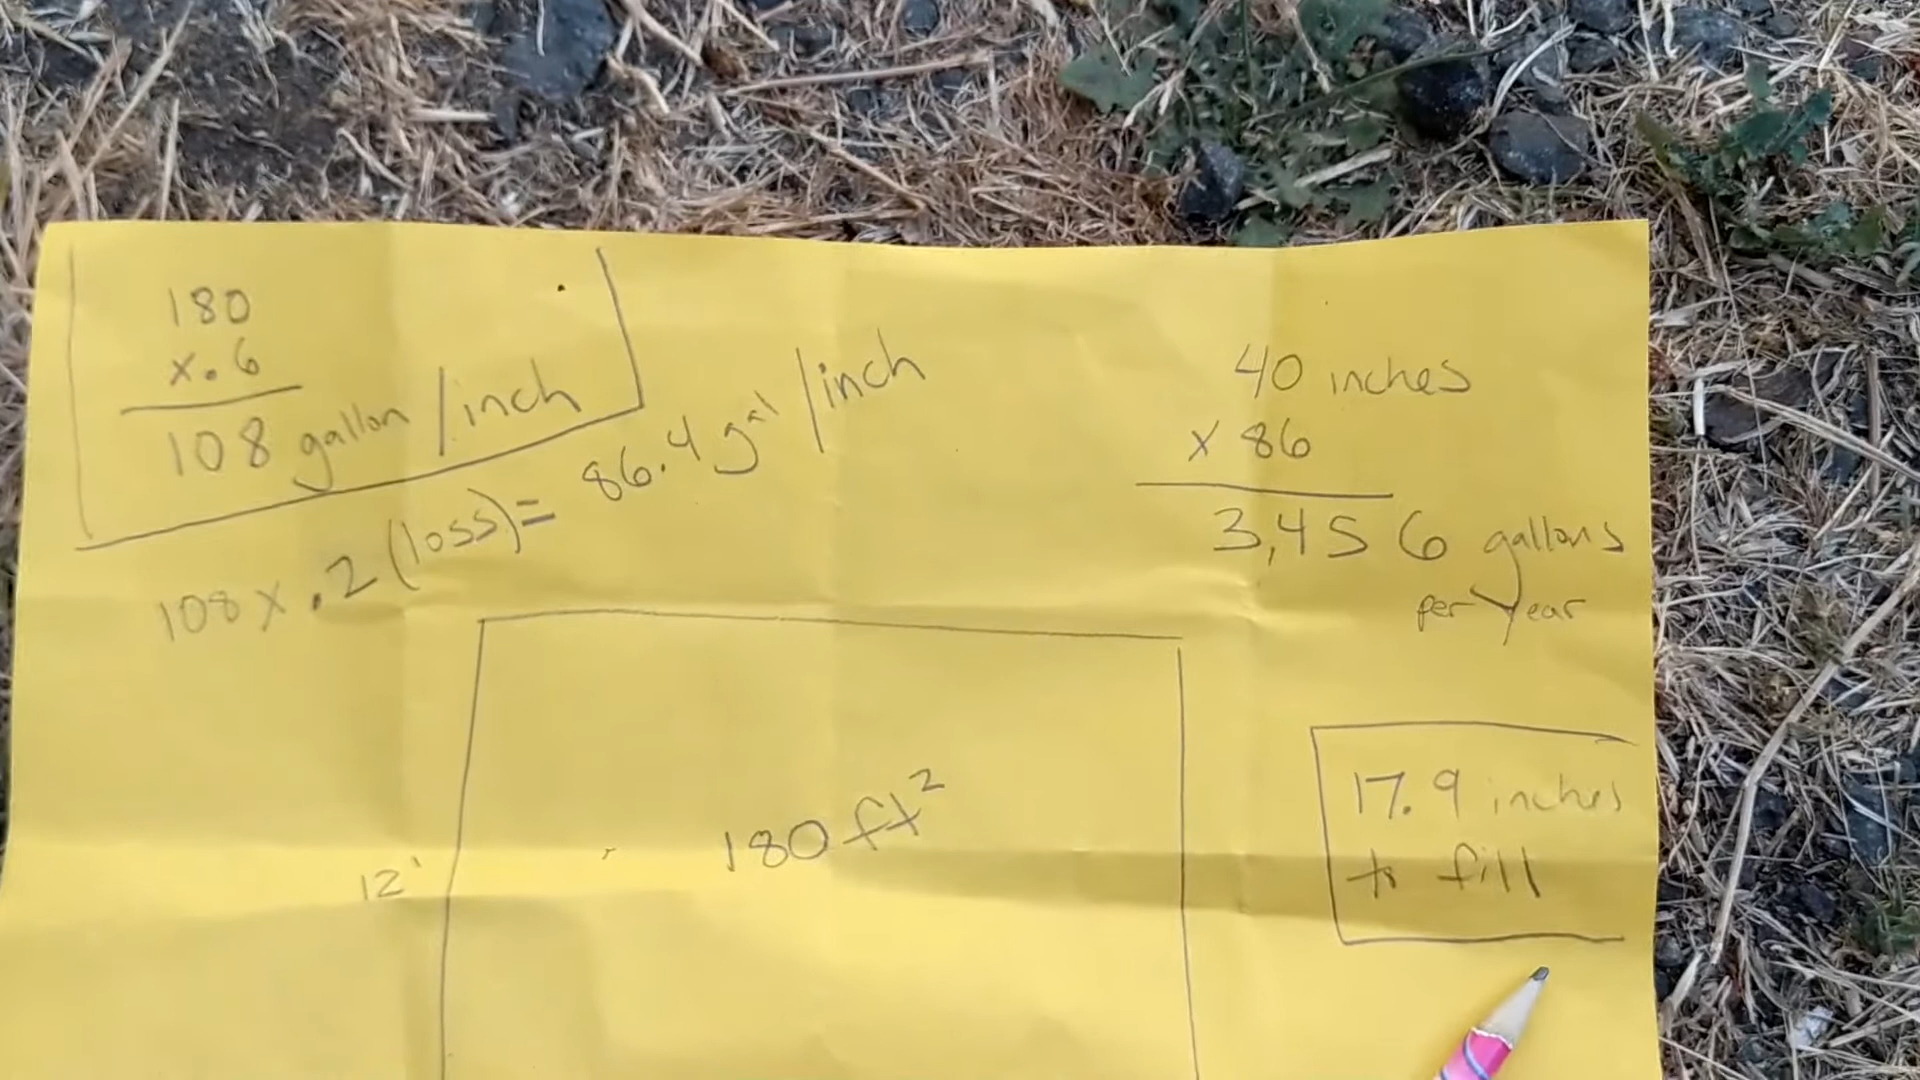 180
x.6
108 gallon/inch
108 x .2 (loss) = 86.4 gal/inch
40 inches
x 86
3,456 gallons
per year
12'
180 ft²
17.9 inches
to fill